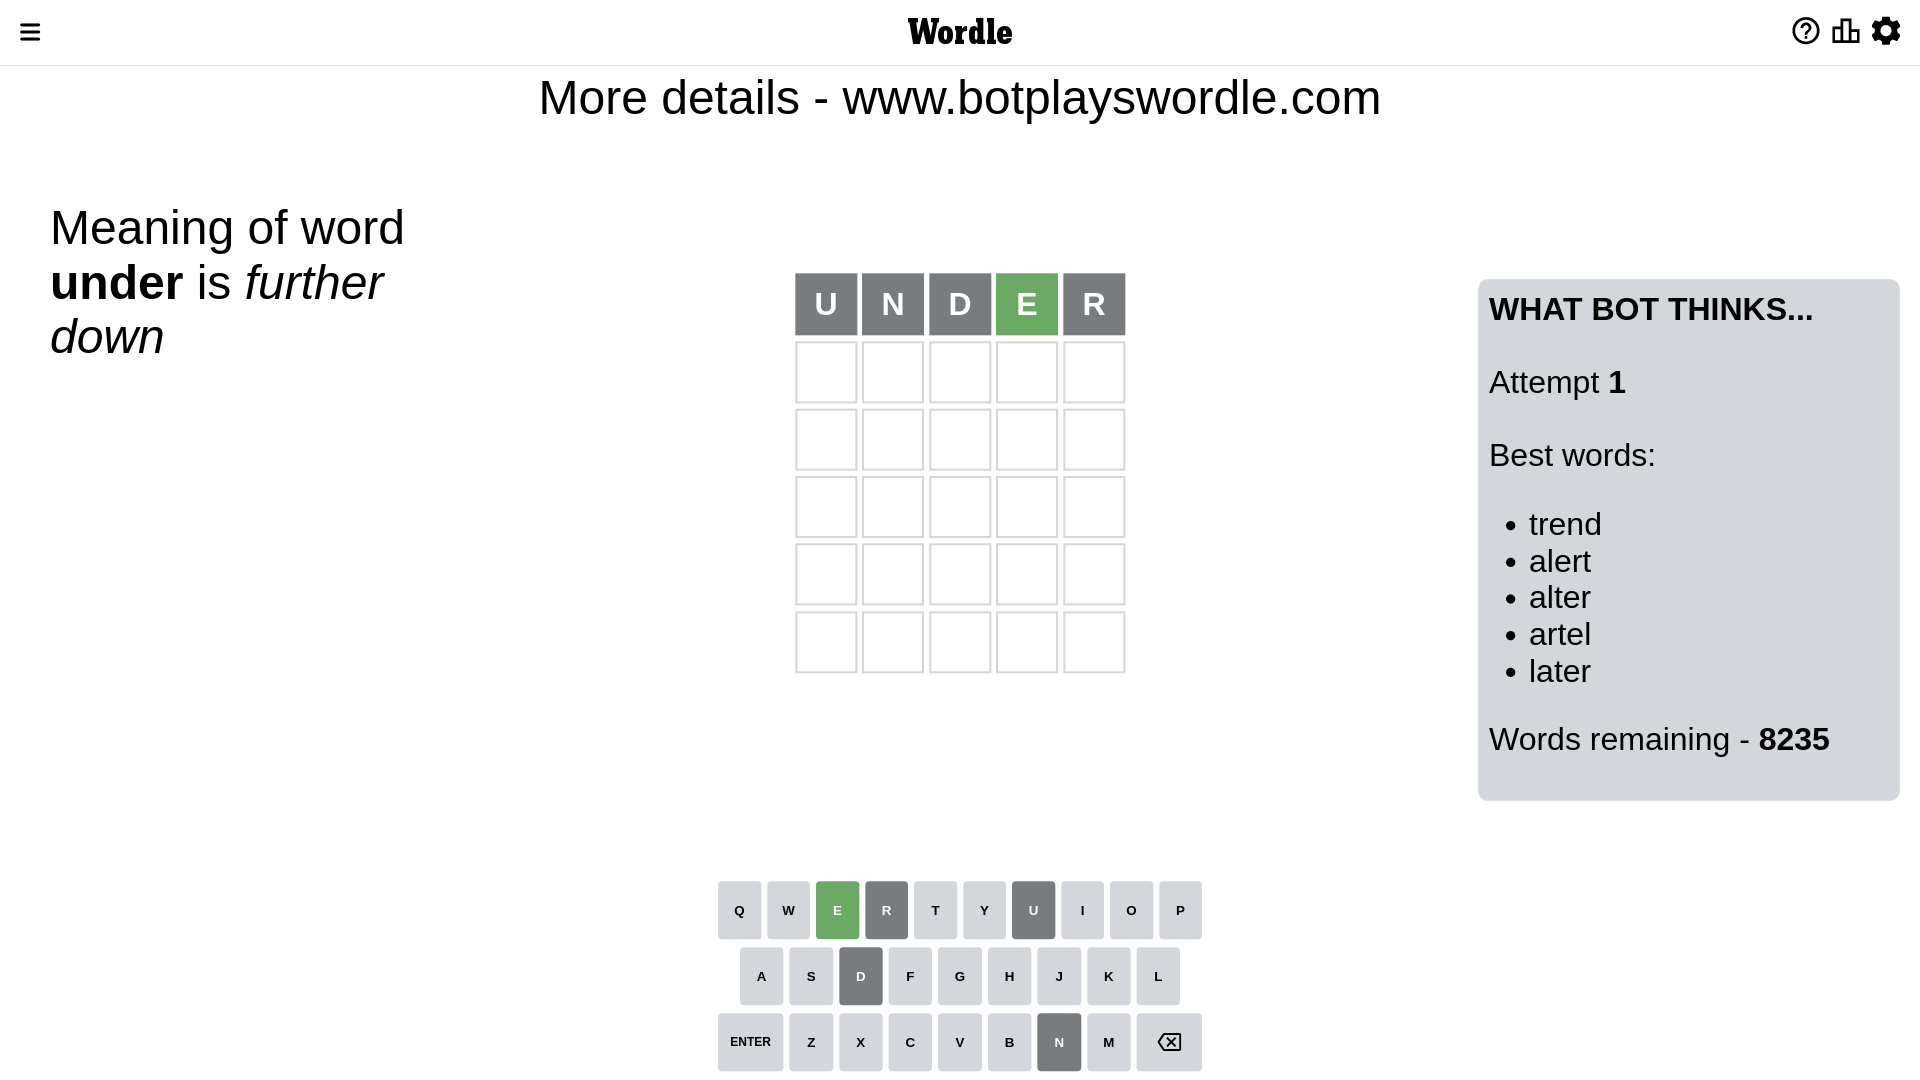 Wordle
More details - www.botplayswordle.com
Meaning of word
under is further
down
U N D E R
WHAT BOT THINKS...
Attempt 1
Best words:
• trend
• alert
• alter
• artel
• later
Words remaining - 8235
Q W E R T Y U I O P
A S D F G H J K L
ENTER Z X C V B N M